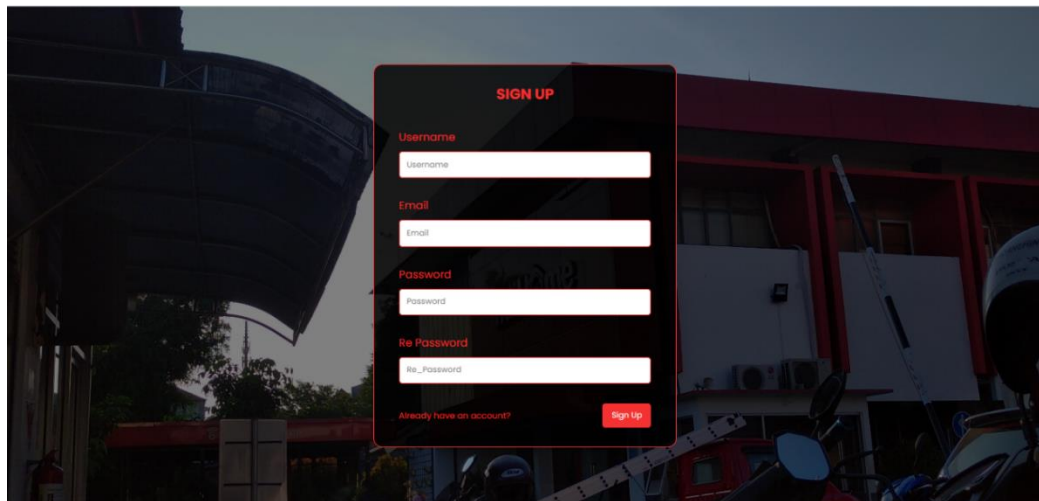 SIGN UP
Username
Username
Email
Email
Password
Password
Re Password
Re_Password
Already have an account?
Sign Up